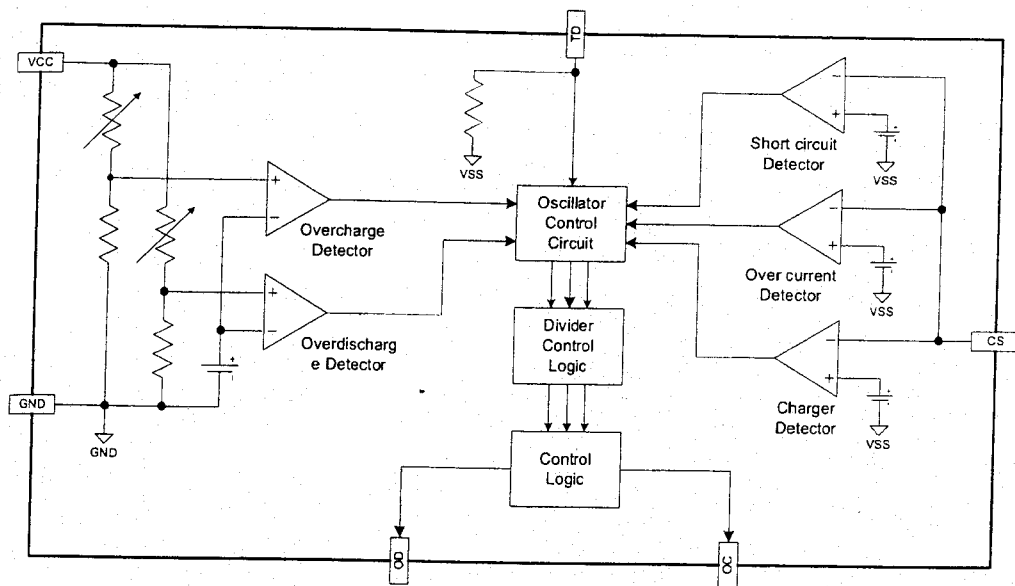 TD
VCC
VSS
Short circuit
Detector
VSS
Oscillator
Control
Circuit
Overcharge
Detector
Over current
Detector
VSS
Divider
Control
Logic
Overdischarg
e Detector
CS
Charger
Detector
VSS
GND
GND
Control
Logic
OD
OC